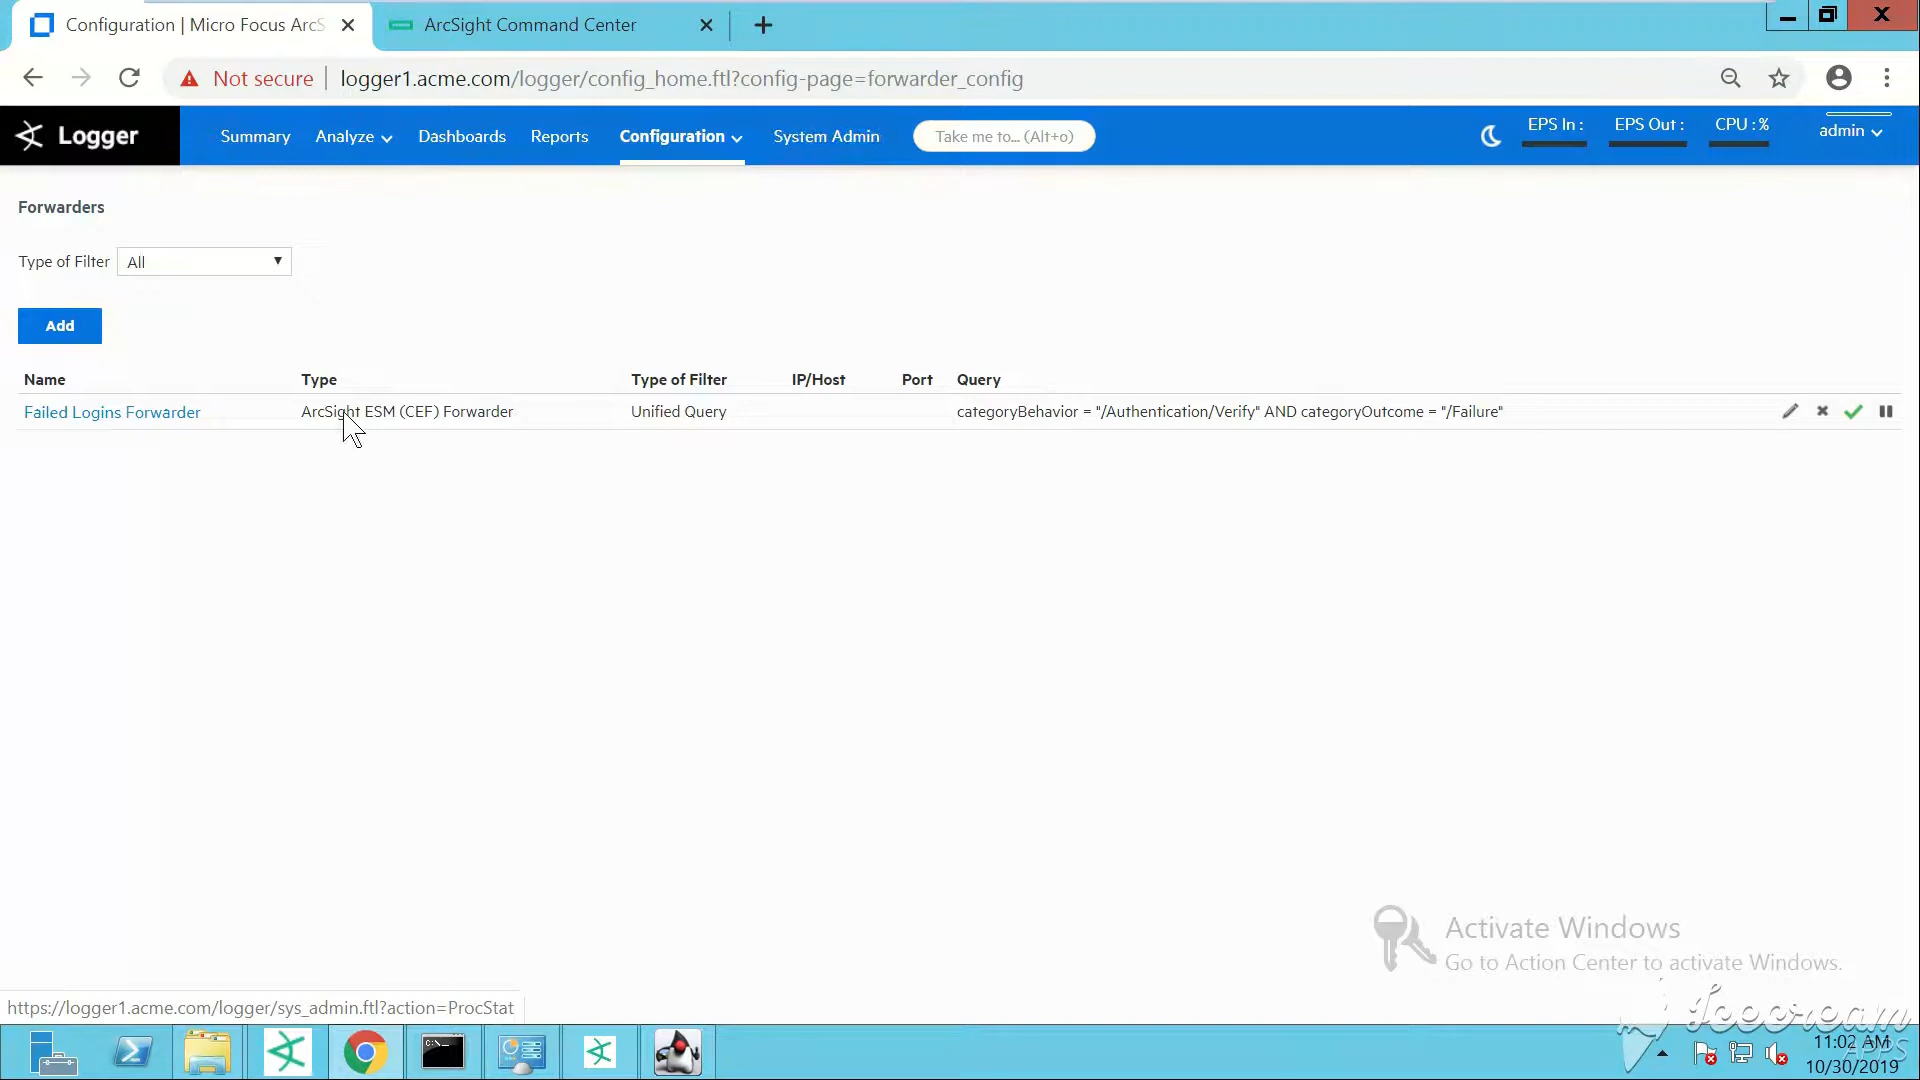 Configuration | Micro Focus ArcS
ArcSight Command Center
Not secure
logger1.acme.com/logger/config_home.ftl?config-page=forwarder_config
Logger
Summary
Analyze
Dashboards
Reports
Configuration
System Admin
Take me to... (Alt+o)
EPS In :
EPS Out :
CPU : %
admin
Forwarders
Type of Filter
All
Add
Name
Type
Type of Filter
IP/Host
Port
Query
Failed Logins Forwarder
ArcSight ESM (CEF) Forwarder
Unified Query
categoryBehavior = "/Authentication/Verify" AND categoryOutcome = "/Failure"
Activate Windows
Go to Action Center to activate Windows.
https://logger1.acme.com/logger/sys_admin.ftl?action=ProcStat
Icecream
APPS
11:02 AM
10/30/2019